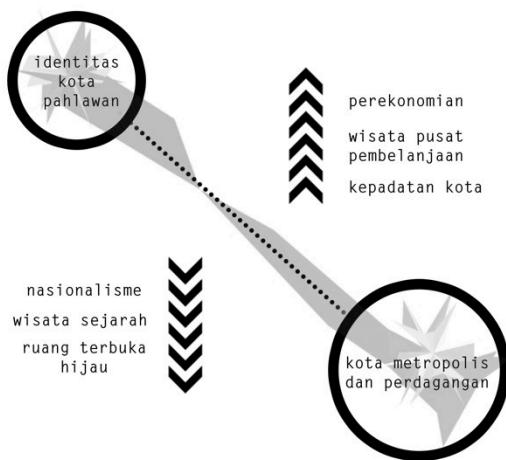 identitas
kota
pahlawan
perekonomian
wisata pusat
pembelanjaan
kepadatan kota
nasionalisme
wisata sejarah
ruang terbuka
hijau
kota metropolis
dan perdagangan